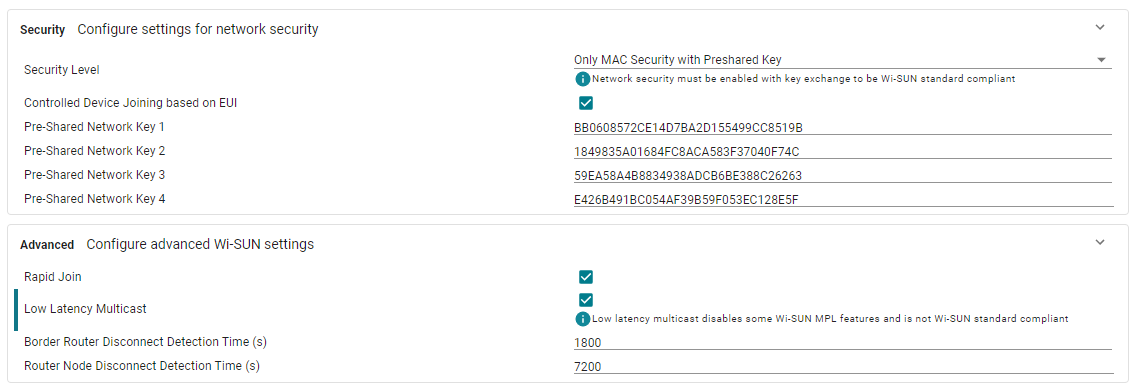 Security Configure settings for network security
Security Level Only MAC Security with Preshared Key
Network security must be enabled with key exchange to be Wi-SUN standard compliant
Controlled Device Joining based on EUI
Pre-Shared Network Key 1 BB0608572CE14D7BA2D155499CC8519B
Pre-Shared Network Key 2 1849835A01684FC8ACA583F37040F74C
Pre-Shared Network Key 3 59EA58A4B8834938ADCB6BE388C26263
Pre-Shared Network Key 4 E426B491BC054AF39B59F053EC128E5F
Advanced Configure advanced Wi-SUN settings
Rapid Join
Low Latency Multicast
Low latency multicast disables some Wi-SUN MPL features and is not Wi-SUN standard compliant
Border Router Disconnect Detection Time (s) 1800
Router Node Disconnect Detection Time (s) 7200